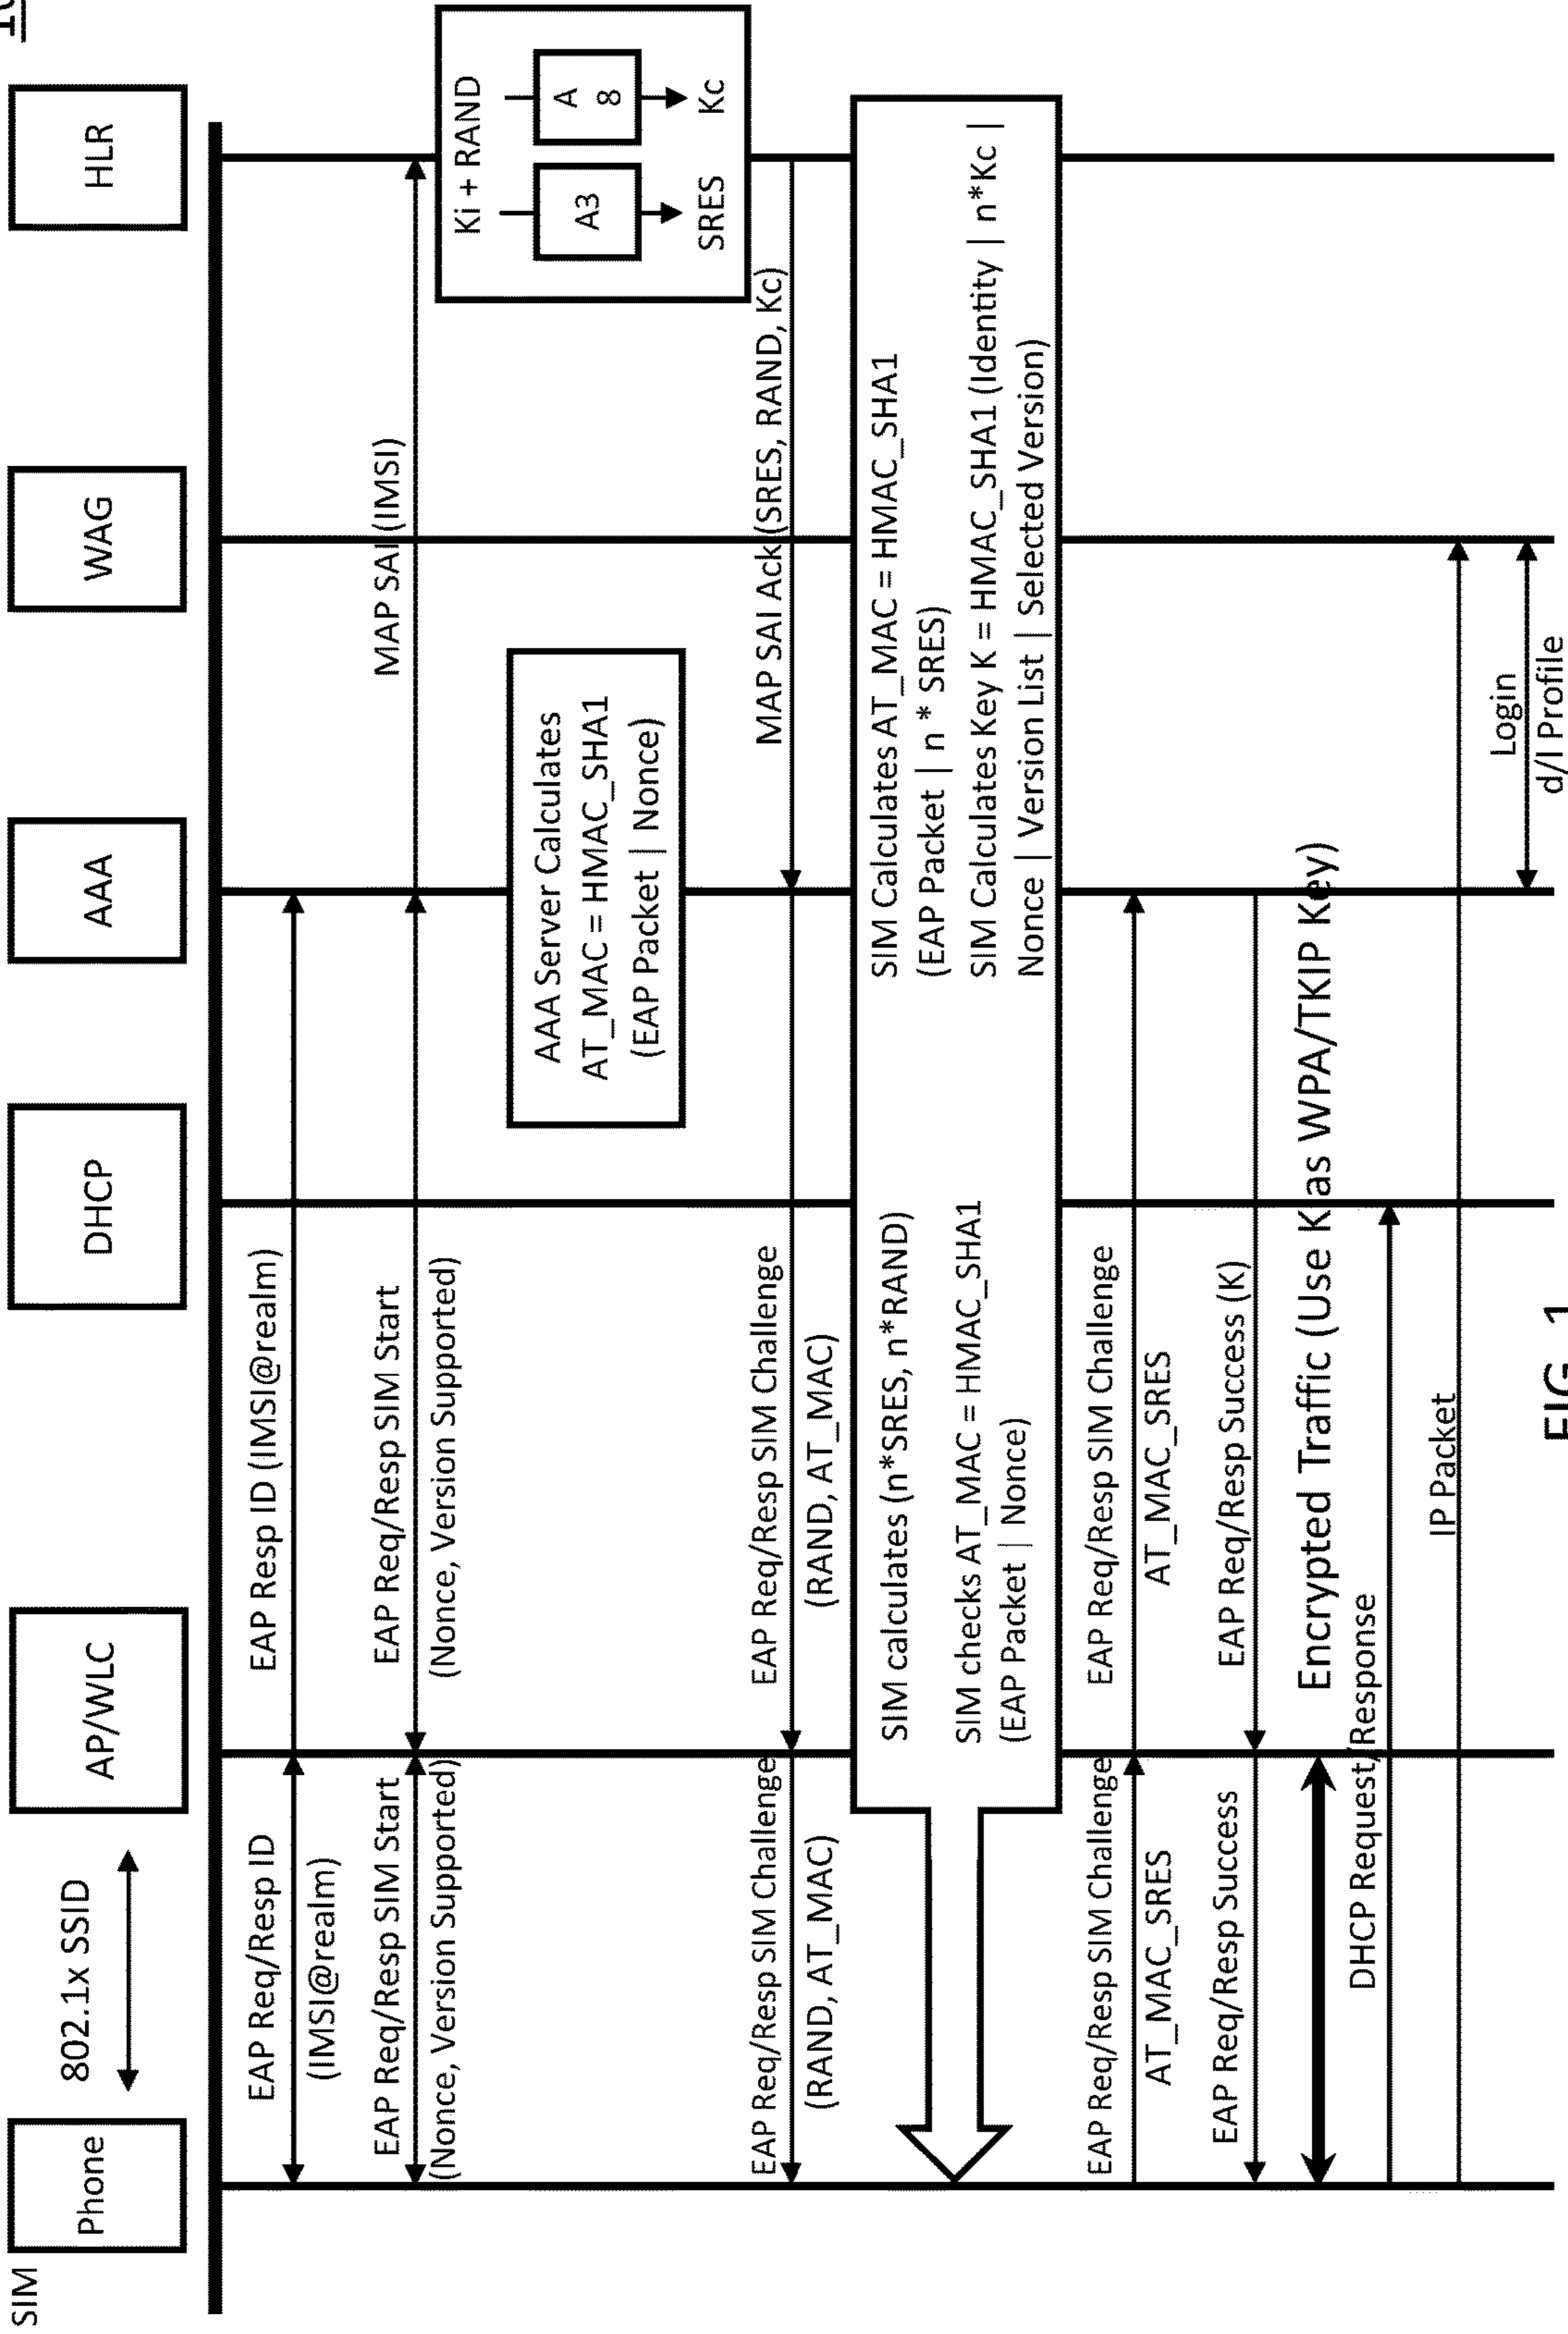 SIM
Phone
802.1x SSID
AP/WLC
DHCP
AAA
WAG
HLR
EAP Req/Resp ID
(IMSI@realm)
EAP Resp ID (IMSI@realm)
EAP Req/Resp SIM Start
(Nonce, Version Supported)
EAP Req/Resp SIM Start
(Nonce, Version Supported)
MAP SAI (IMSI)
Ki + RAND
A3
A
8
SRES
Kc
AAA Server Calculates
AT_MAC = HMAC_SHA1
(EAP Packet | Nonce)
EAP Req/Resp SIM Challenge
(RAND, AT_MAC)
EAP Req/Resp SIM Challenge
(RAND, AT_MAC)
MAP SAI Ack (SRES, RAND, Kc)
SIM calculates (n*SRES, n*RAND)
SIM checks AT_MAC = HMAC_SHA1
(EAP Packet | Nonce)
SIM Calculates AT_MAC = HMAC_SHA1
(EAP Packet | n * SRES)
SIM Calculates Key K = HMAC_SHA1 (Identity | n*Kc |
Nonce | Version List | Selected Version)
EAP Req/Resp SIM Challenge
AT_MAC_SRES
EAP Req/Resp SIM Challenge
AT_MAC_SRES
EAP Req/Resp Success
EAP Req/Resp Success (K)
Encrypted Traffic (Use K as WPA/TKIP Key)
DHCP Request/Response
IP Packet
Login
d/l Profile
FIG. 1